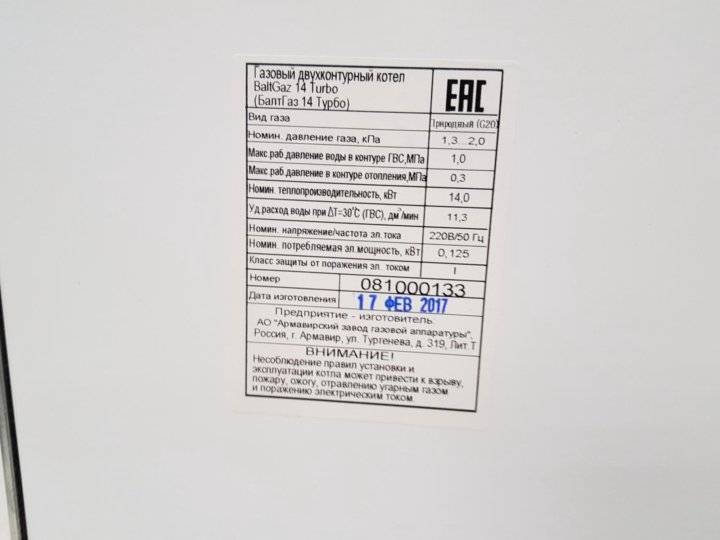 Газовый двухконтурный котел
BaltGaz 14 Turbo
(БалтГаз 14 Турбо)
EAC
Вид газа Природный (G20)
Номин. давление газа, кПа 1,3...2,0
Макс.раб.давление воды в контуре ГВС,МПа 1,0
Макс.раб.давление в контуре отопления,МПа 0,3
Номин. теплопроизводительность, кВт 14,0
Уд.расход воды при ΔТ=30°С (ГВС), дм³/мин 11,3
Номин. напряжение/частота эл.тока 220В/50 Гц
Номин. потребляемая эл.мощность, кВт 0,125
Класс защиты от поражения эл. током I
Номер 081000133
Дата изготовления 17 ФЕВ 2017
Предприятие - изготовитель:
АО "Армавирский завод газовой аппаратуры",
Россия, г. Армавир, ул. Тургенева, д. 319, Лит.Т
ВНИМАНИЕ!
Несоблюдение правил установки и
эксплуатации котла может привести к взрыву,
пожару, ожогу, отравлению угарным газом
и поражению электрическим током.